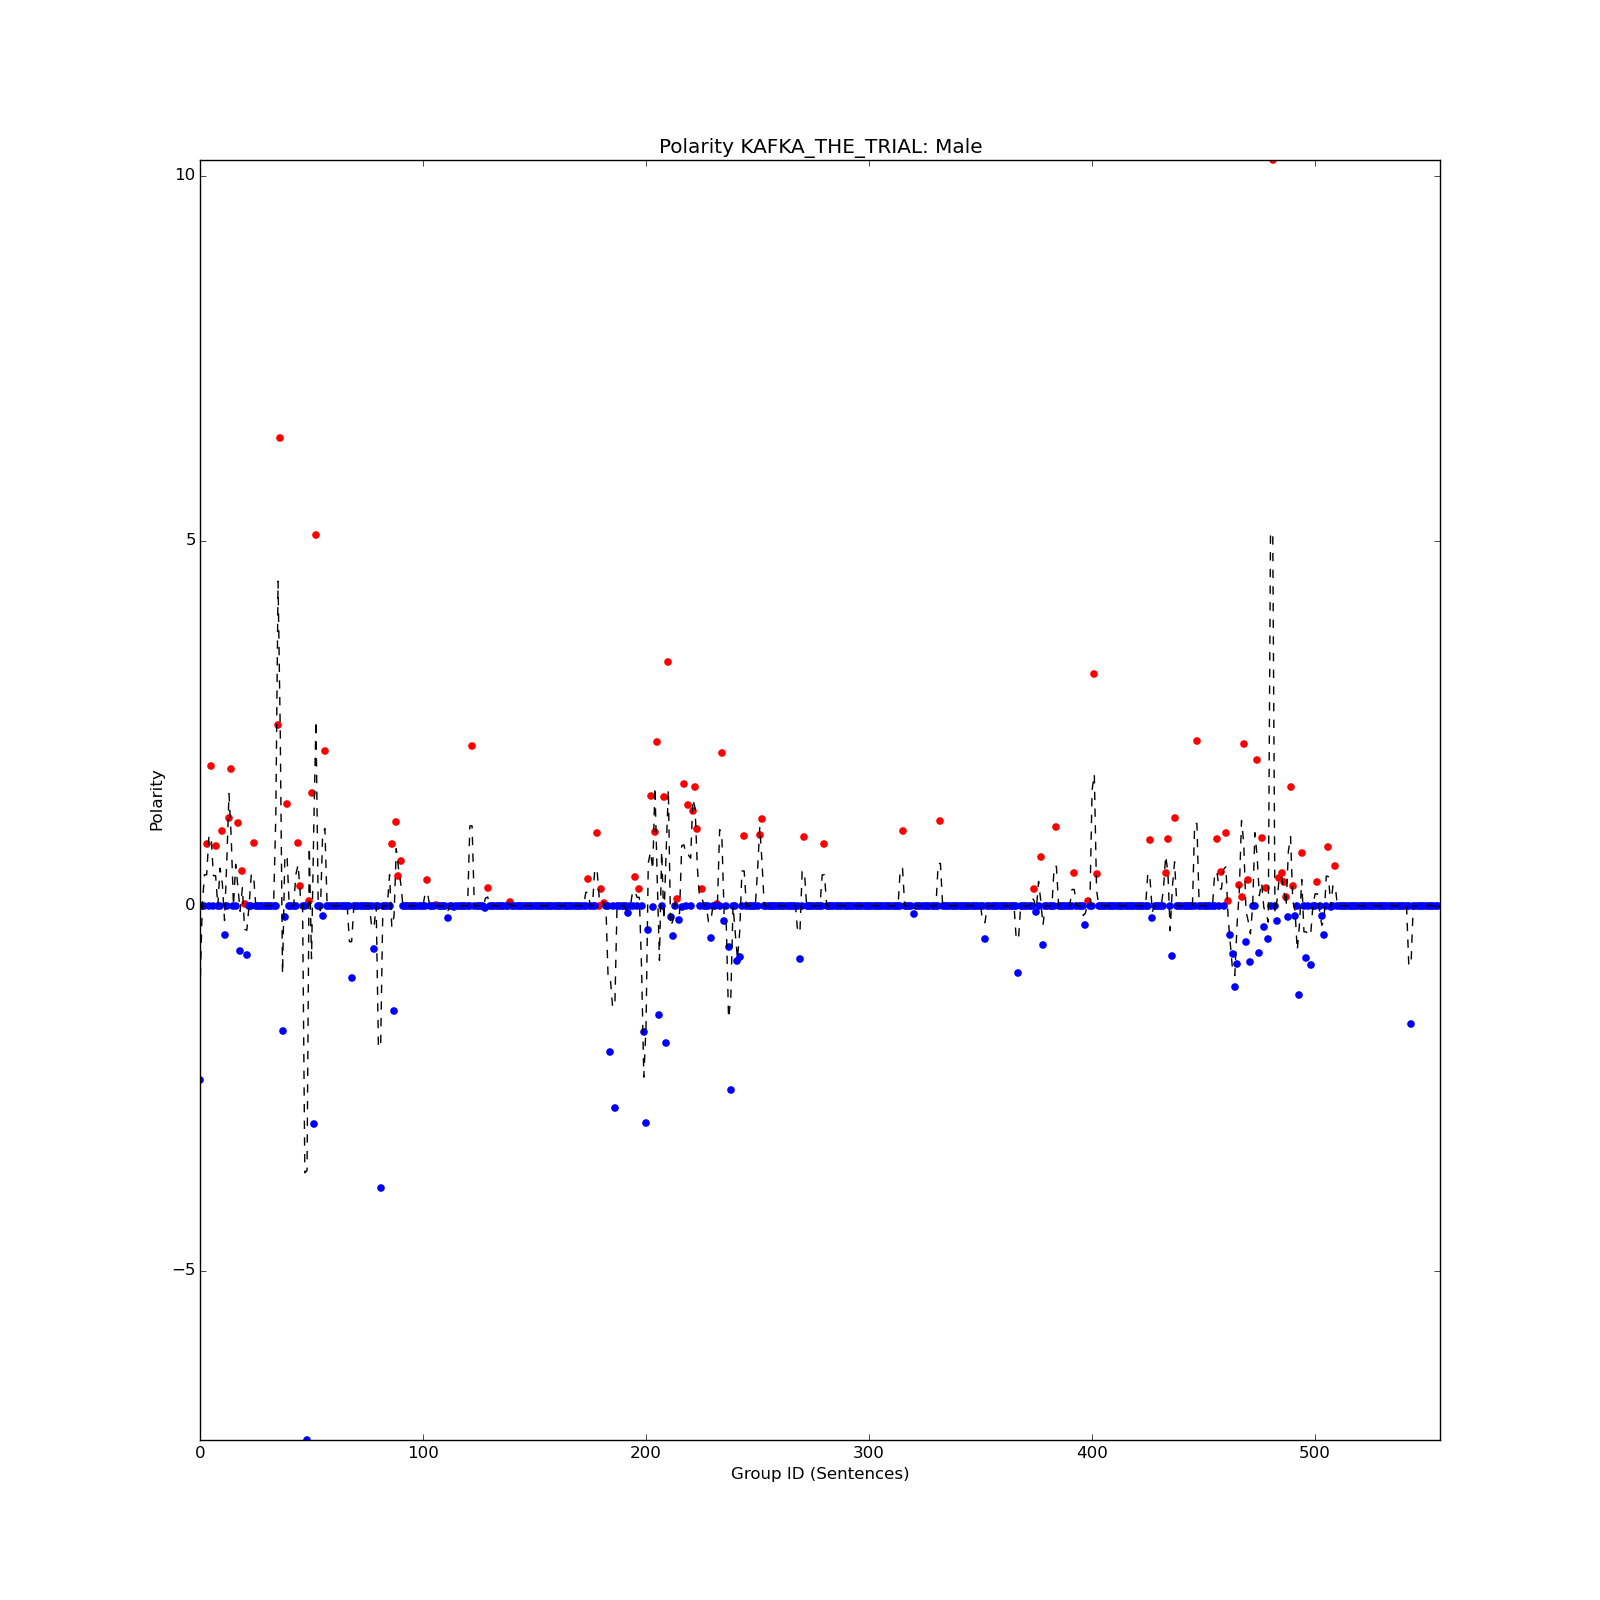 Polarity KAFKA_THE_TRIAL: Male
10
5
0
−5
Polarity
0 100 200 300 400 500
Group ID (Sentences)